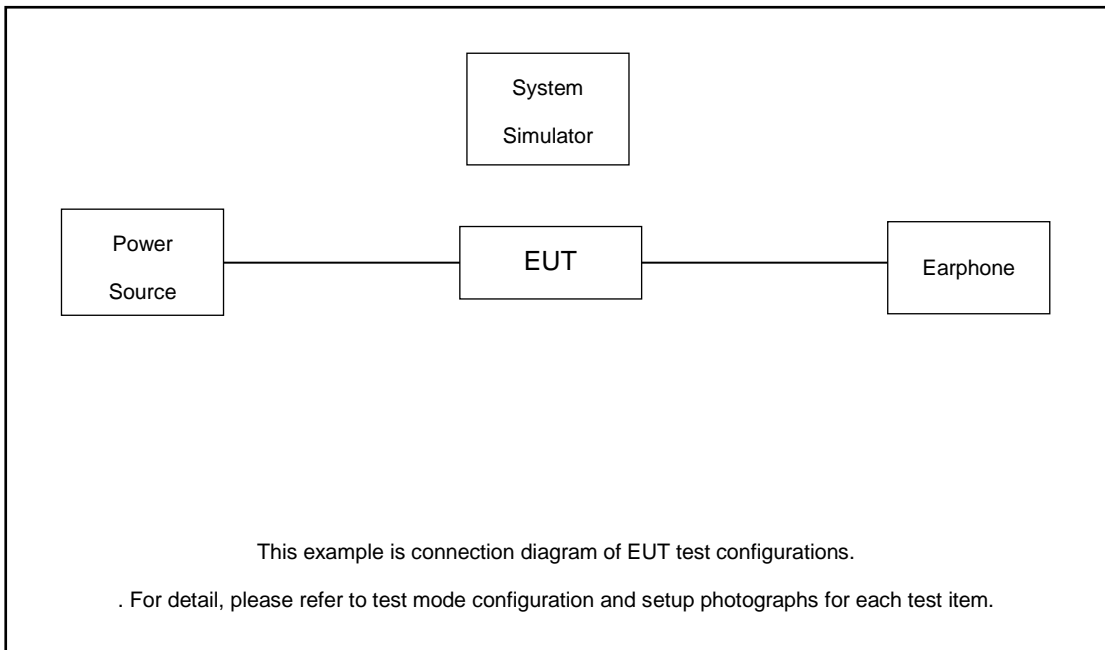 System
Simulator
Power
Source
EUT
Earphone
This example is connection diagram of EUT test configurations.
. For detail, please refer to test mode configuration and setup photographs for each test item.